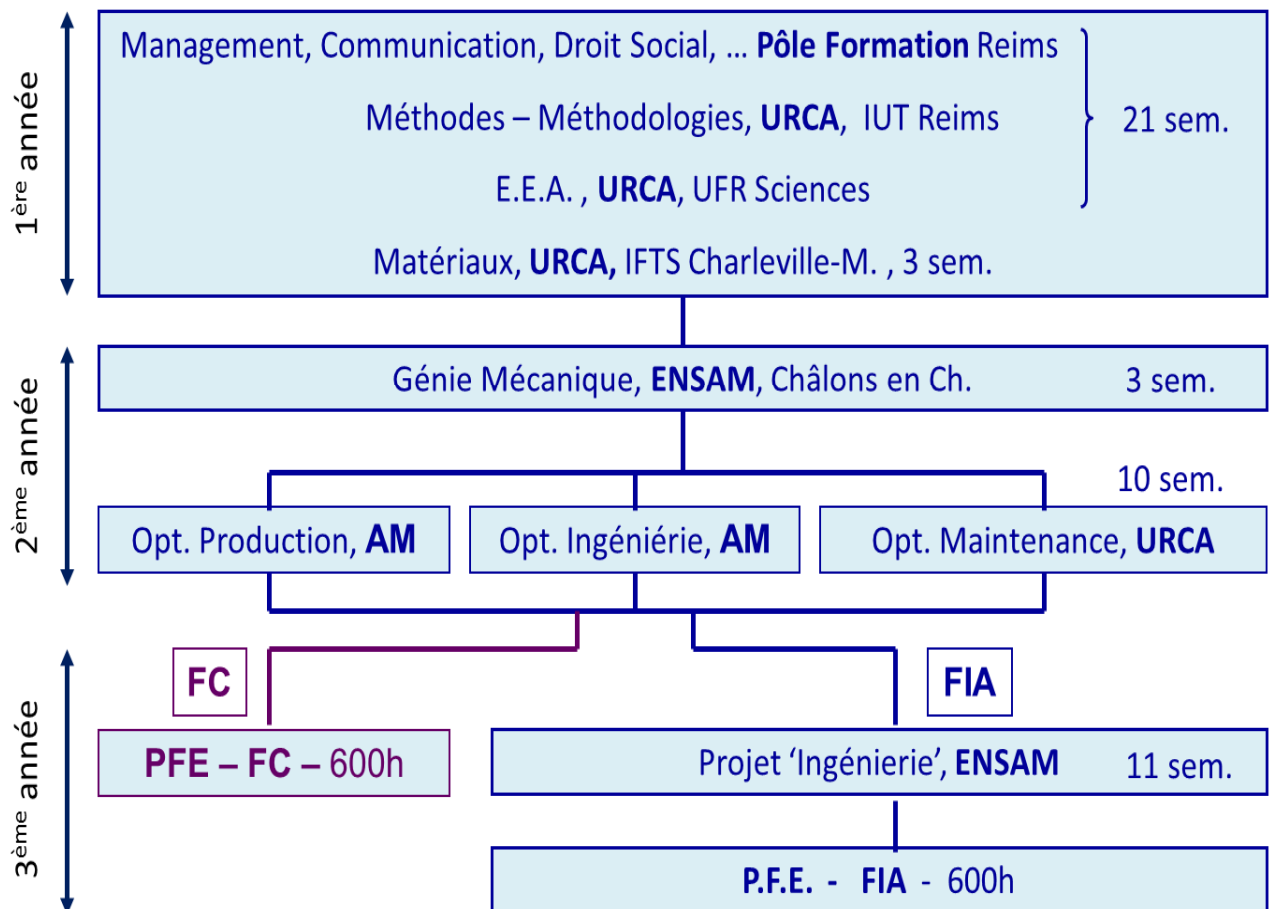 1ère année
Management, Communication, Droit Social, ... Pôle Formation Reims
Méthodes – Méthodologies, URCA, IUT Reims
21 sem.
E.E.A. , URCA, UFR Sciences
Matériaux, URCA, IFTS Charleville-M. , 3 sem.
2ème année
Génie Mécanique, ENSAM, Châlons en Ch.
3 sem.
10 sem.
Opt. Production, AM
Opt. Ingéniérie, AM
Opt. Maintenance, URCA
3ème année
FC
FIA
PFE – FC – 600h
Projet ‘Ingénierie’, ENSAM
11 sem.
P.F.E. - FIA - 600h